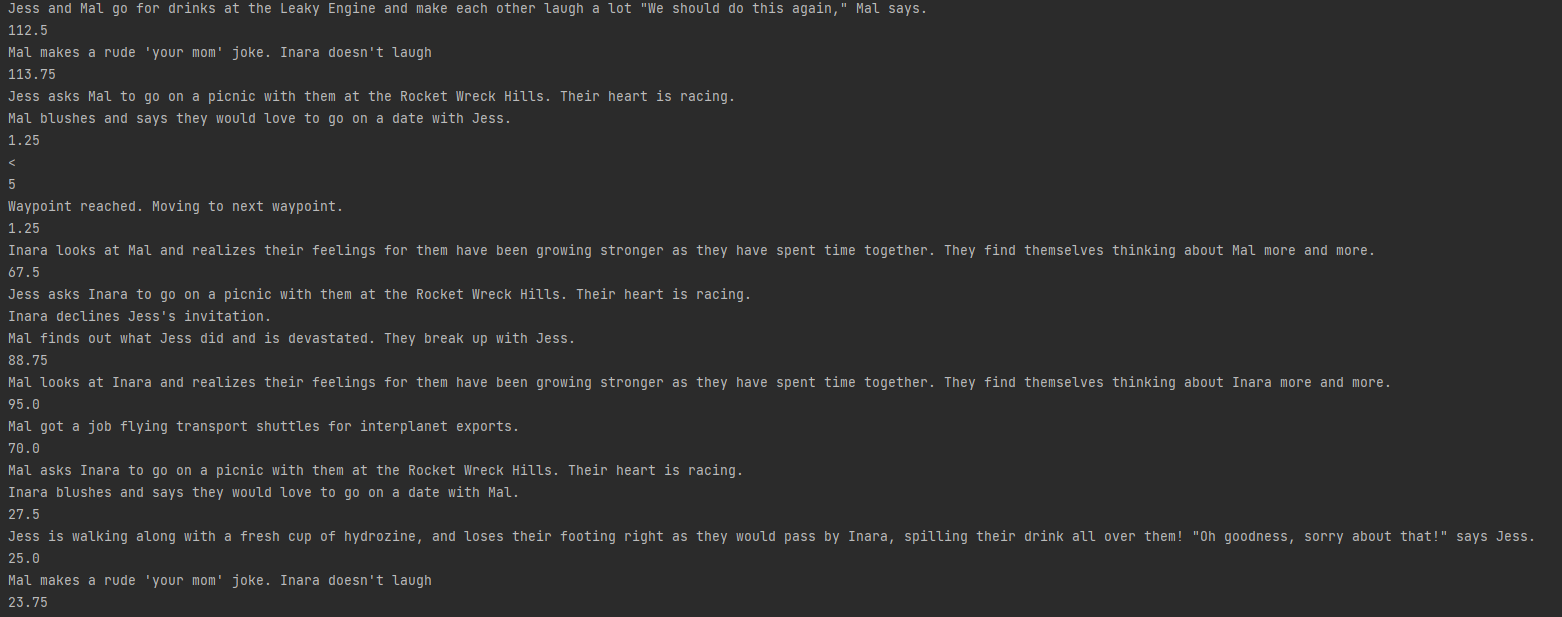 Jess and Mal go for drinks at the Leaky Engine and make each other laugh a lot "We should do this again," Mal says.
112.5
Mal makes a rude 'your mom' joke. Inara doesn't laugh
113.75
Jess asks Mal to go on a picnic with them at the Rocket Wreck Hills. Their heart is racing.
Mal blushes and says they would love to go on a date with Jess.
1.25
<
5
Waypoint reached. Moving to next waypoint.
1.25
Inara looks at Mal and realizes their feelings for them have been growing stronger as they have spent time together. They find themselves thinking about Mal more and more.
67.5
Jess asks Inara to go on a picnic with them at the Rocket Wreck Hills. Their heart is racing.
Inara declines Jess's invitation.
Mal finds out what Jess did and is devastated. They break up with Jess.
88.75
Mal looks at Inara and realizes their feelings for them have been growing stronger as they have spent time together. They find themselves thinking about Inara more and more.
95.0
Mal got a job flying transport shuttles for interplanet exports.
70.0
Mal asks Inara to go on a picnic with them at the Rocket Wreck Hills. Their heart is racing.
Inara blushes and says they would love to go on a date with Mal.
27.5
Jess is walking along with a fresh cup of hydrozine, and loses their footing right as they would pass by Inara, spilling their drink all over them! "Oh goodness, sorry about that!" says Jess.
25.0
Mal makes a rude 'your mom' joke. Inara doesn't laugh
23.75